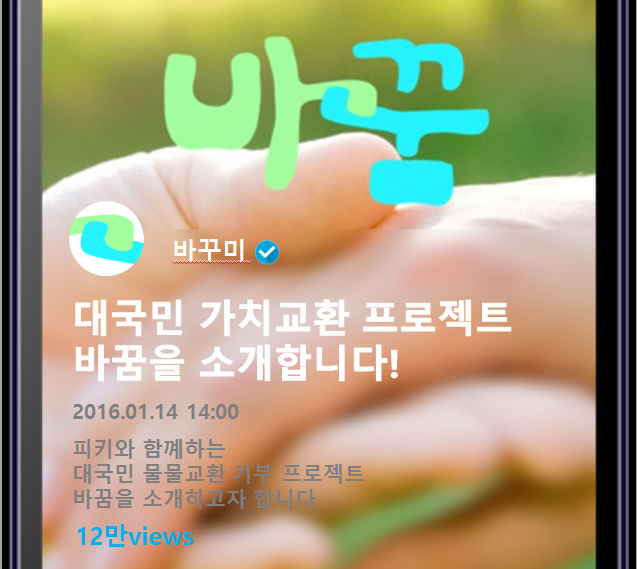 바꿈
바꾸미
대국민 가치교환 프로젝트
바꿈을 소개합니다!
2016.01.14 14:00
피키와 함께하는
대국민 물물교환 기부 프로젝트
바꿈을 소개하고자 합니다
12만views